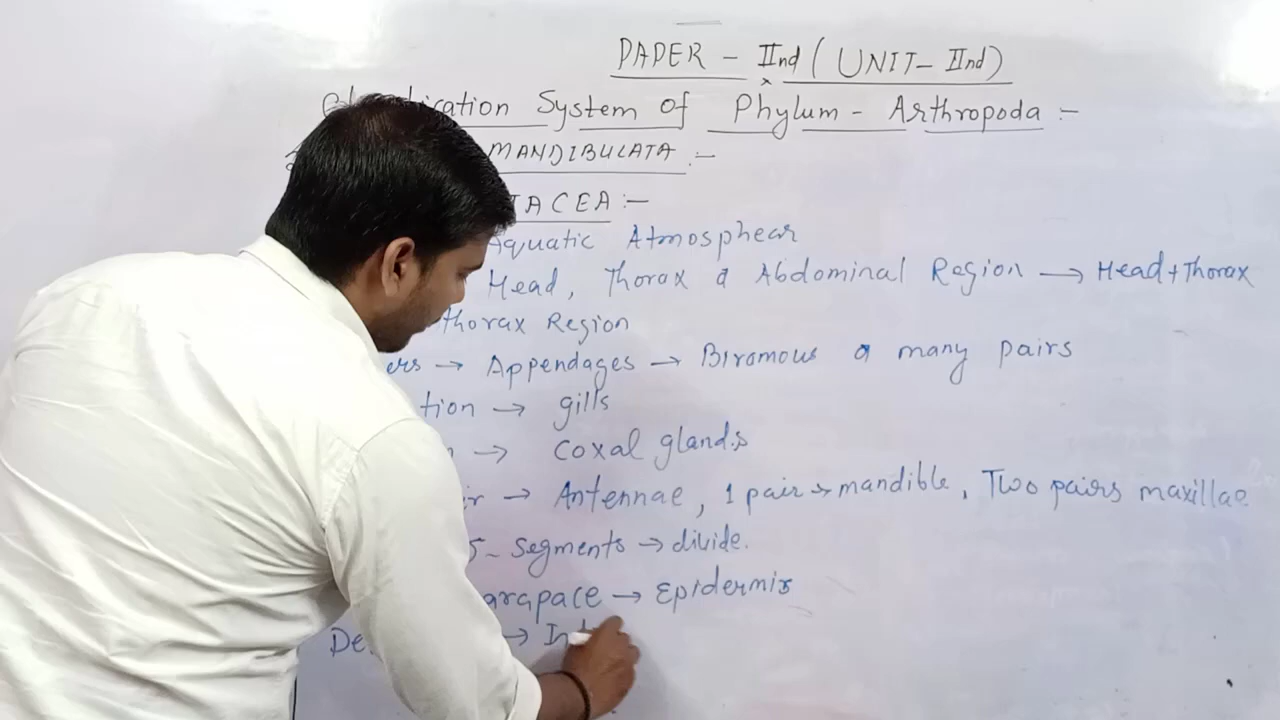 PAPER - IInd (UNIT- IInd)
System of Phylum - Arthropoda :-
MANDIBULATA :-
TACEA :-
Aquatic Atmosphear
Head, Thorax & Abdominal Region → Head + Thorax
thorax Region
ers → Appendages → Biramous & many pairs
tion → gills
n → Coxal glands
ir → Antennae, 1 pair → mandible, Two pairs maxillae
5- segments → divide.
arapace → Epidermis
De → In